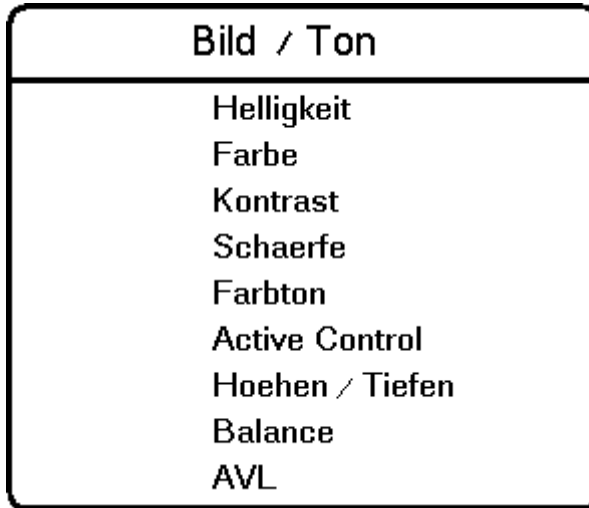 Bild / Ton
Helligkeit
Farbe
Kontrast
Schaerfe
Farbton
Active Control
Hoehen / Tiefen
Balance
AVL